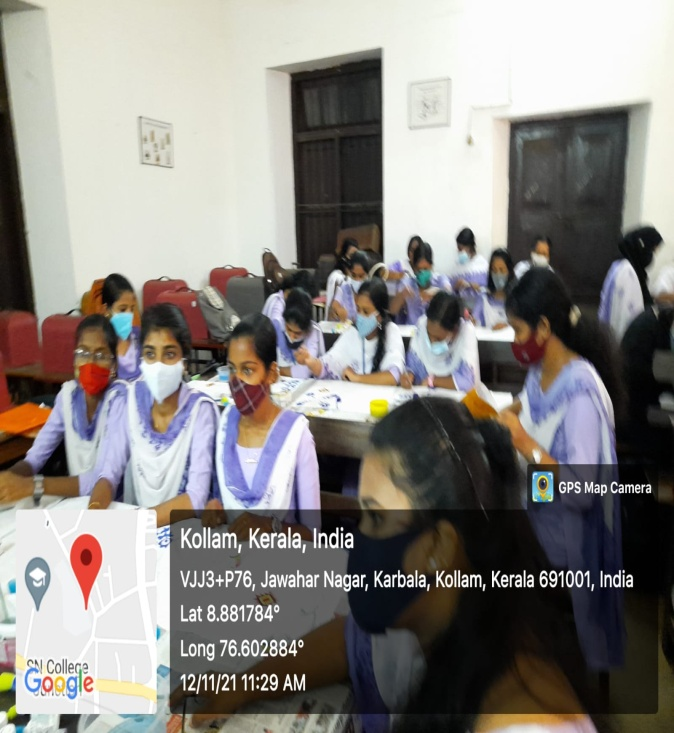 GPS Map Camera
Kollam, Kerala, India
VJJ3+P76, Jawahar Nagar, Karbala, Kollam, Kerala 691001, India
Lat 8.881784°
Long 76.602884°
12/11/21 11:29 AM
SN College
Google